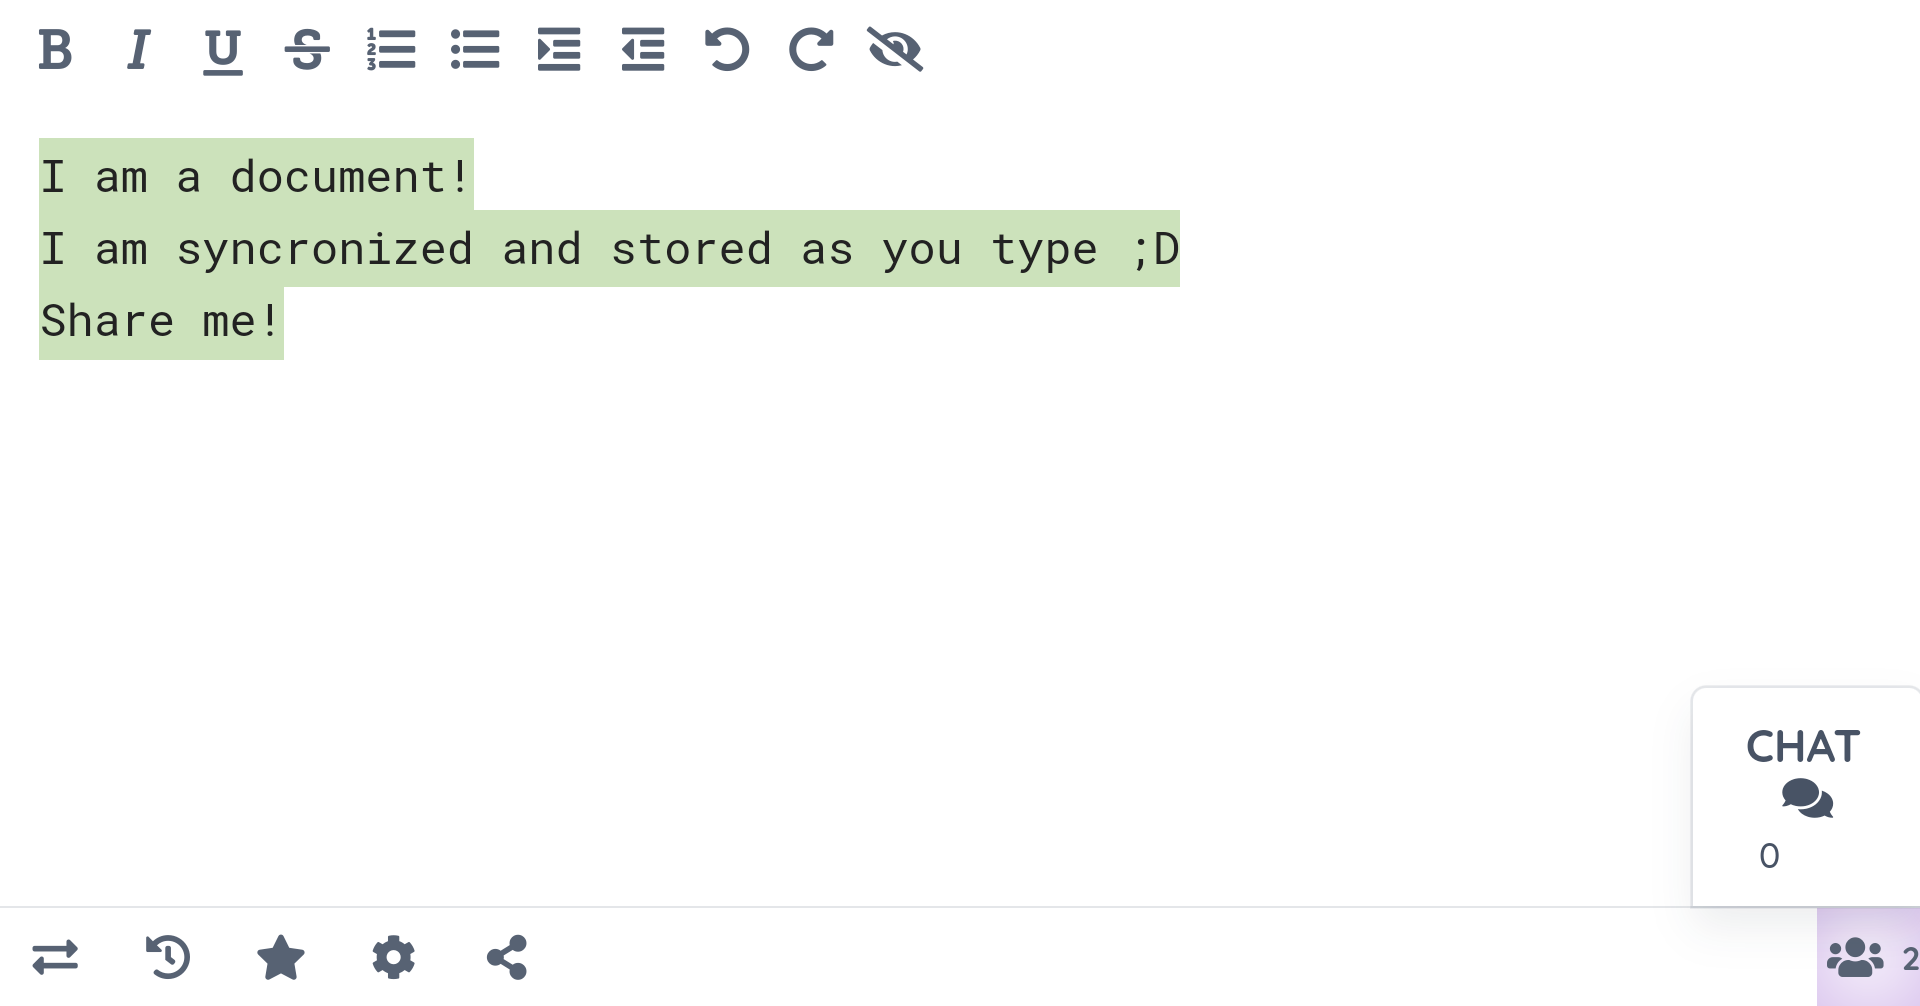 I am a document!
I am syncronized and stored as you type ;D
Share me!
CHAT
0
2